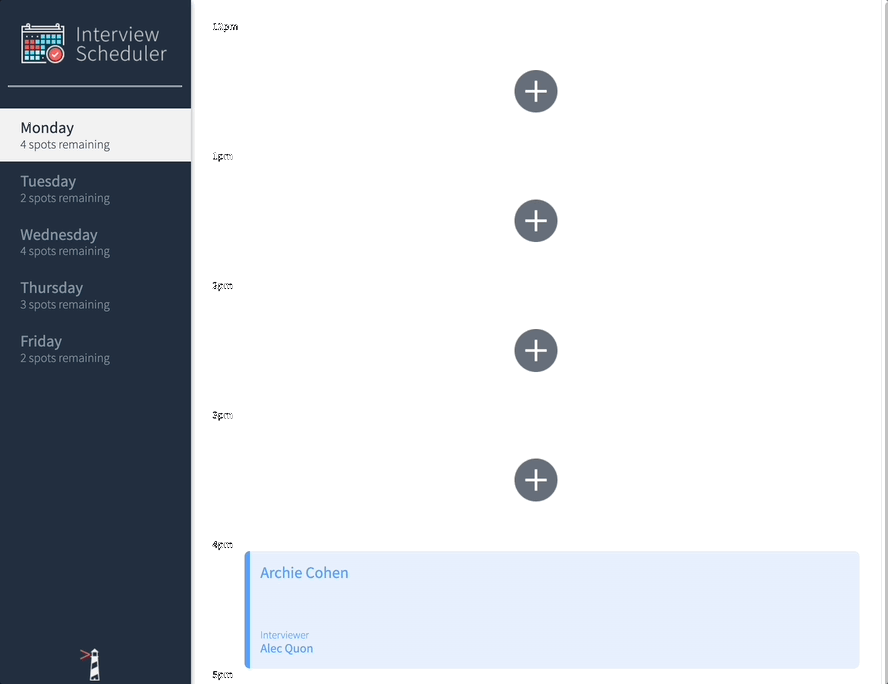 Interview
Scheduler
Monday
4 spots remaining
Tuesday
2 spots remaining
Wednesday
4 spots remaining
Thursday
3 spots remaining
Friday
2 spots remaining
12pm
1pm
2pm
3pm
4pm
Archie Cohen
Interviewer
Alec Quon
5pm